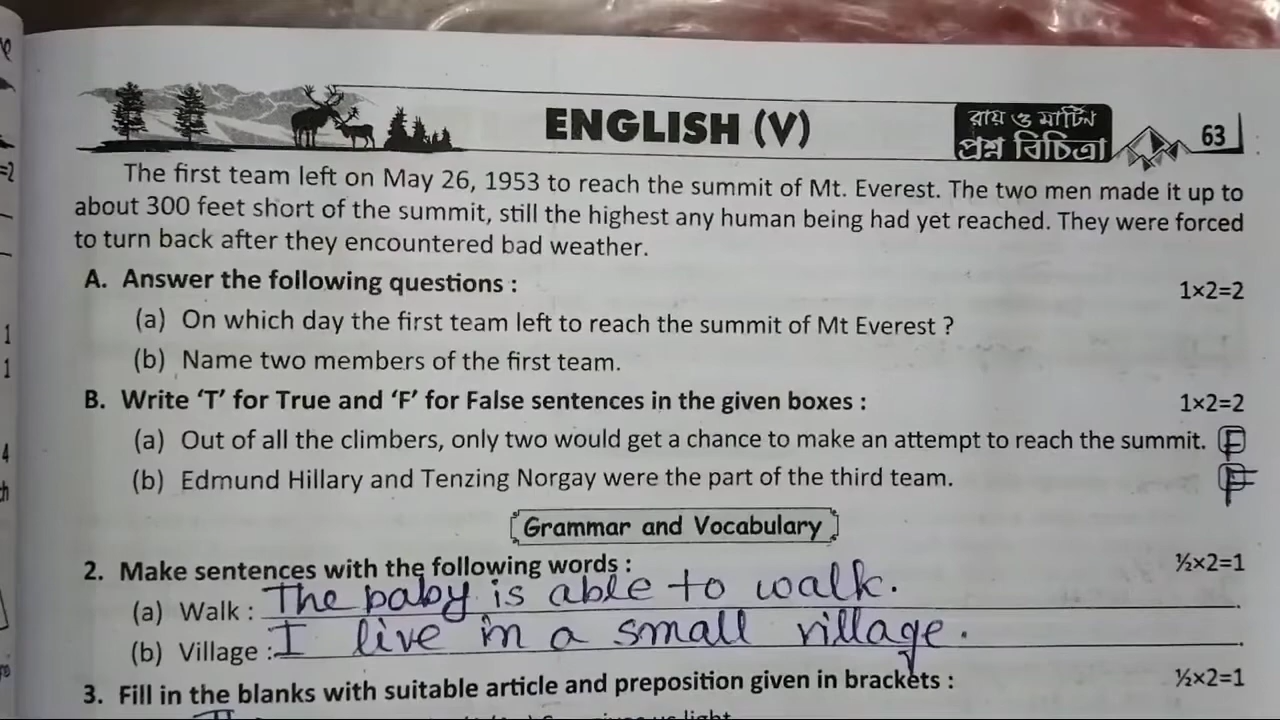 ENGLISH (V)
রায় ও মার্টিন
প্রশ্ন বিচিত্রা
63
The first team left on May 26, 1953 to reach the summit of Mt. Everest. The two men made it up to
about 300 feet short of the summit, still the highest any human being had yet reached. They were forced
to turn back after they encountered bad weather.
A. Answer the following questions : 1×2=2
(a) On which day the first team left to reach the summit of Mt Everest ?
(b) Name two members of the first team.
B. Write ‘T’ for True and ‘F’ for False sentences in the given boxes : 1×2=2
(a) Out of all the climbers, only two would get a chance to make an attempt to reach the summit. F
(b) Edmund Hillary and Tenzing Norgay were the part of the third team. F
Grammar and Vocabulary
2. Make sentences with the following words : ½×2=1
(a) Walk : The baby is able to walk.
(b) Village : I live in a small village.
3. Fill in the blanks with suitable article and preposition given in brackets : ½×2=1